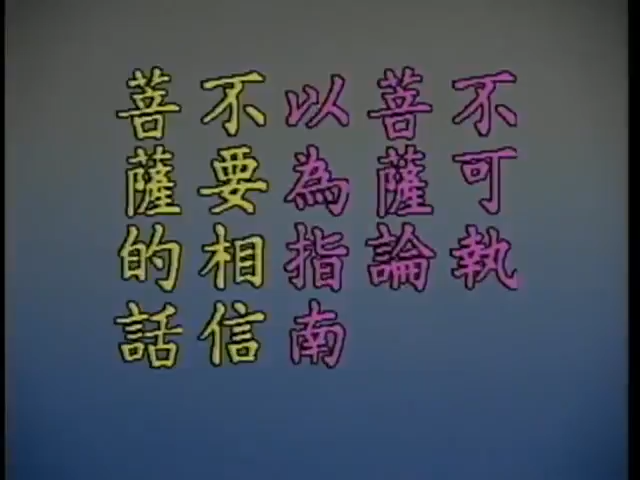 不可執
菩薩論
以為指南
不要相信
菩薩的話